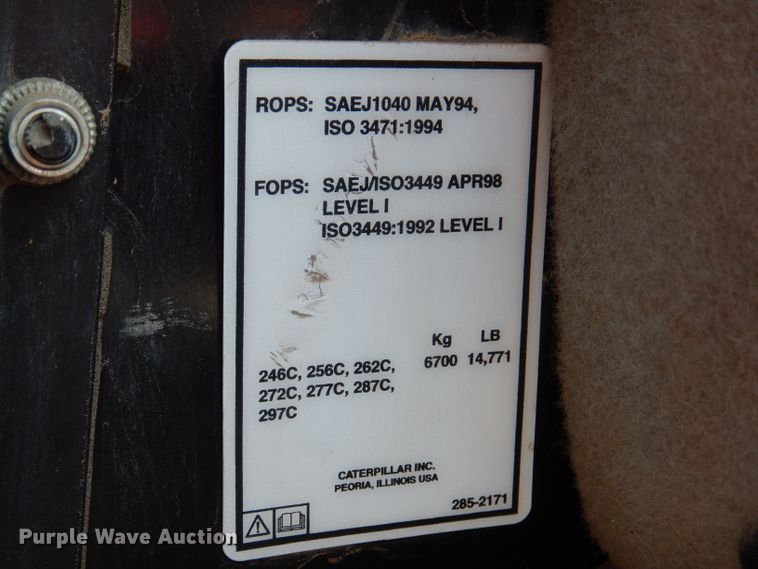 ROPS: SAEJ1040 MAY94,
ISO 3471:1994
FOPS: SAEJ/ISO3449 APR98
LEVEL I
ISO3449:1992 LEVEL I
Kg LB
246C, 256C, 262C, 6700 14,771
272C, 277C, 287C,
297C
CATERPILLAR INC.
PEORIA, ILLINOIS USA
285-2171
Purple Wave Auction